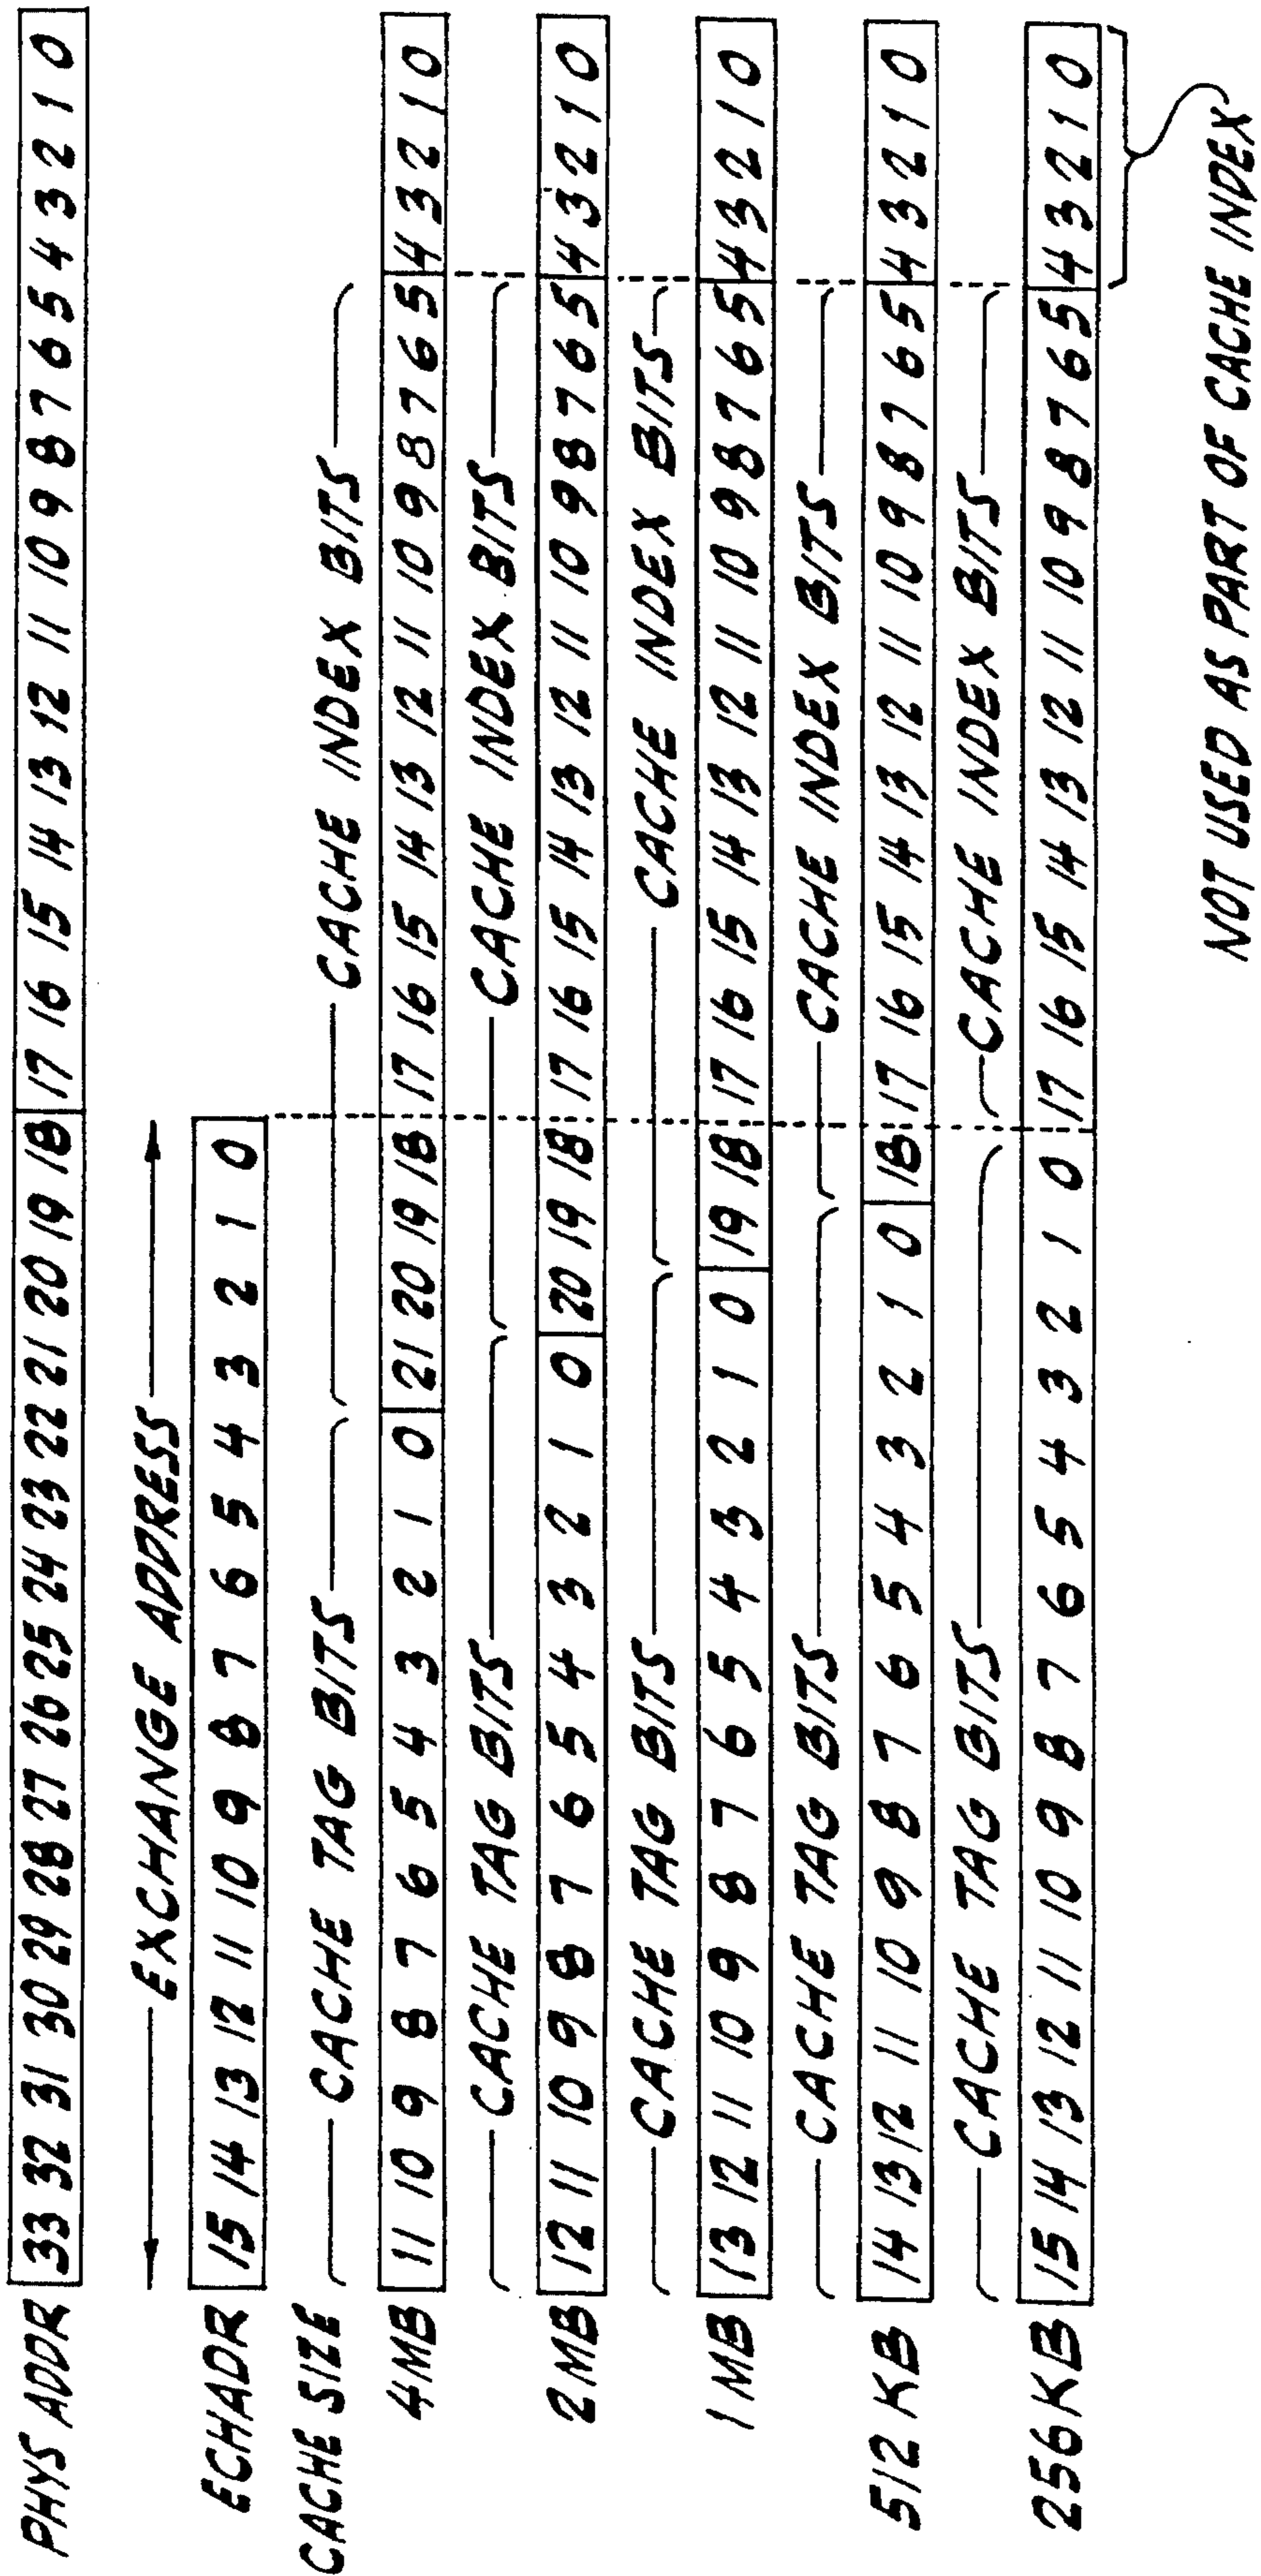 PHYS ADDR 33 32 31 30 29 28 27 26 25 24 23 22 21 20 19 18 17 16 15 14 13 12 11 10 9 8 7 6 5 4 3 2 1 0
EXCHANGE ADDRESS
ECHADR 15 14 13 12 11 10 9 8 7 6 5 4 3 2 1 0
CACHE SIZE
CACHE TAG BITS CACHE INDEX BITS
4MB 11 10 9 8 7 6 5 4 3 2 1 0 21 20 19 18 17 16 15 14 13 12 11 10 9 8 7 6 5 4 3 2 1 0
CACHE TAG BITS CACHE INDEX BITS
2MB 12 11 10 9 8 7 6 5 4 3 2 1 0 20 19 18 17 16 15 14 13 12 11 10 9 8 7 6 5 4 3 2 1 0
CACHE TAG BITS CACHE INDEX BITS
1MB 13 12 11 10 9 8 7 6 5 4 3 2 1 0 19 18 17 16 15 14 13 12 11 10 9 8 7 6 5 4 3 2 1 0
CACHE TAG BITS CACHE INDEX BITS
512KB 14 13 12 11 10 9 8 7 6 5 4 3 2 1 0 18 17 16 15 14 13 12 11 10 9 8 7 6 5 4 3 2 1 0
CACHE TAG BITS CACHE INDEX BITS
256KB 15 14 13 12 11 10 9 8 7 6 5 4 3 2 1 0 17 16 15 14 13 12 11 10 9 8 7 6 5 4 3 2 1 0
NOT USED AS PART OF CACHE INDEX